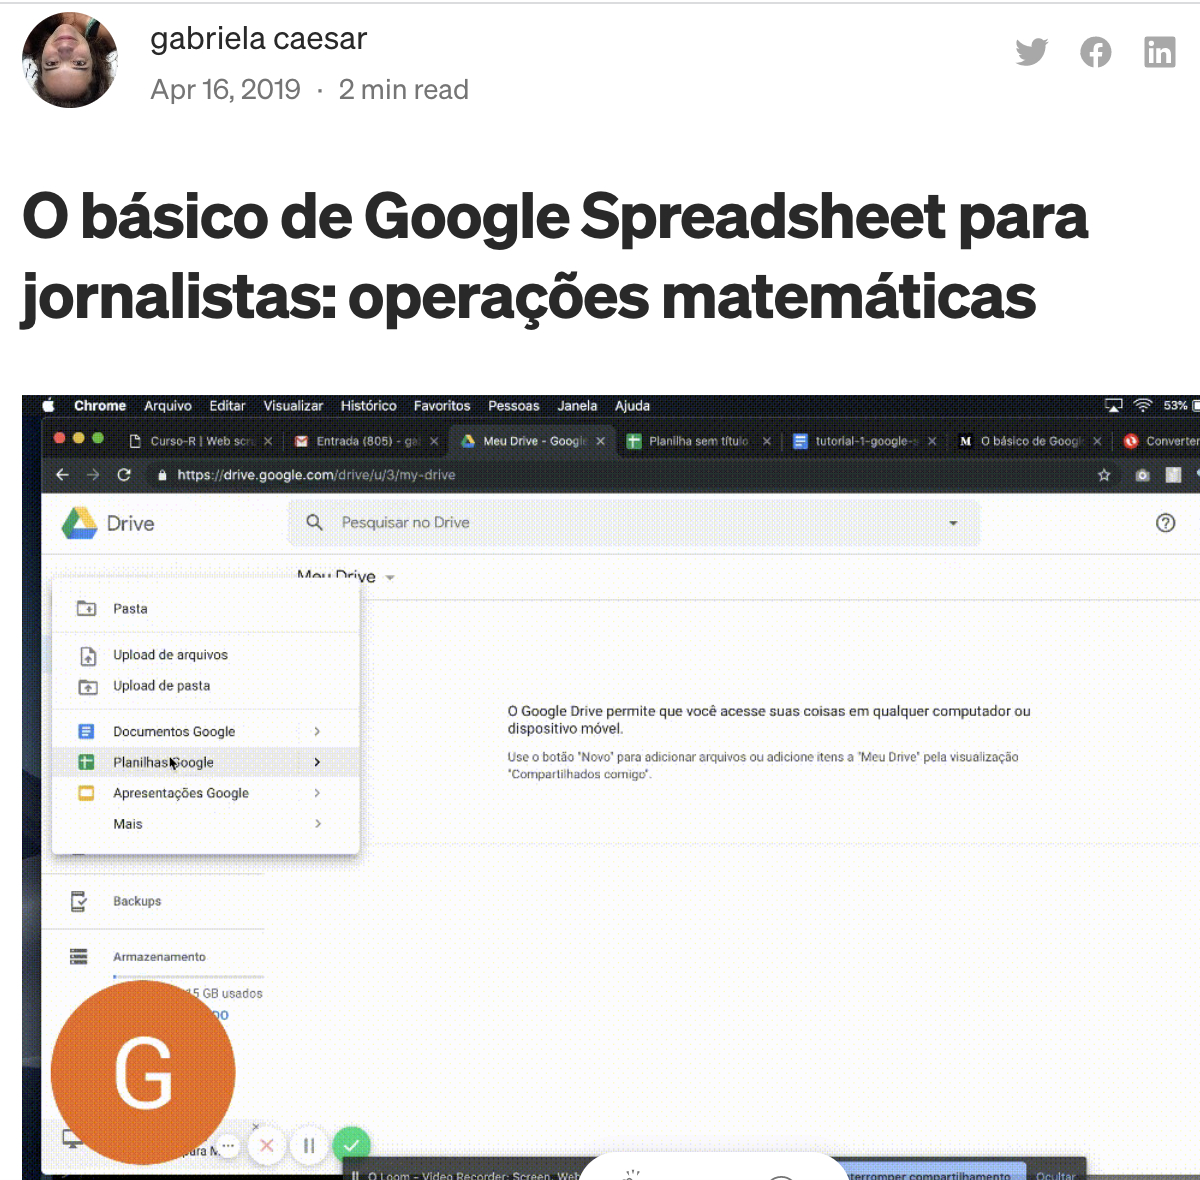 gabriela caesar
Apr 16, 2019 · 2 min read
O básico de Google Spreadsheet para
jornalistas: operações matemáticas
Chrome Arquivo Editar Visualizar Histórico Favoritos Pessoas Janela Ajuda 53%
Curso-R | Web scr Entrada (805) - ga Meu Drive - Google Planilha sem título tutorial-1-google-s M O básico de Googl Converter
https://drive.google.com/drive/u/3/my-drive
Drive Pesquisar no Drive
Meu Drive
Pasta
Upload de arquivos
Upload de pasta
Documentos Google
Planilhas Google
Apresentações Google
Mais
O Google Drive permite que você acesse suas coisas em qualquer computador ou
dispositivo móvel.
Use o botão "Novo" para adicionar arquivos ou adicione itens a "Meu Drive" pela visualização
"Compartilhados comigo".
Backups
Armazenamento
15 GB usados
DO
G
para M
Loom – Video Recorder: Screen, Web
nterromper compartilhamento Ocultar